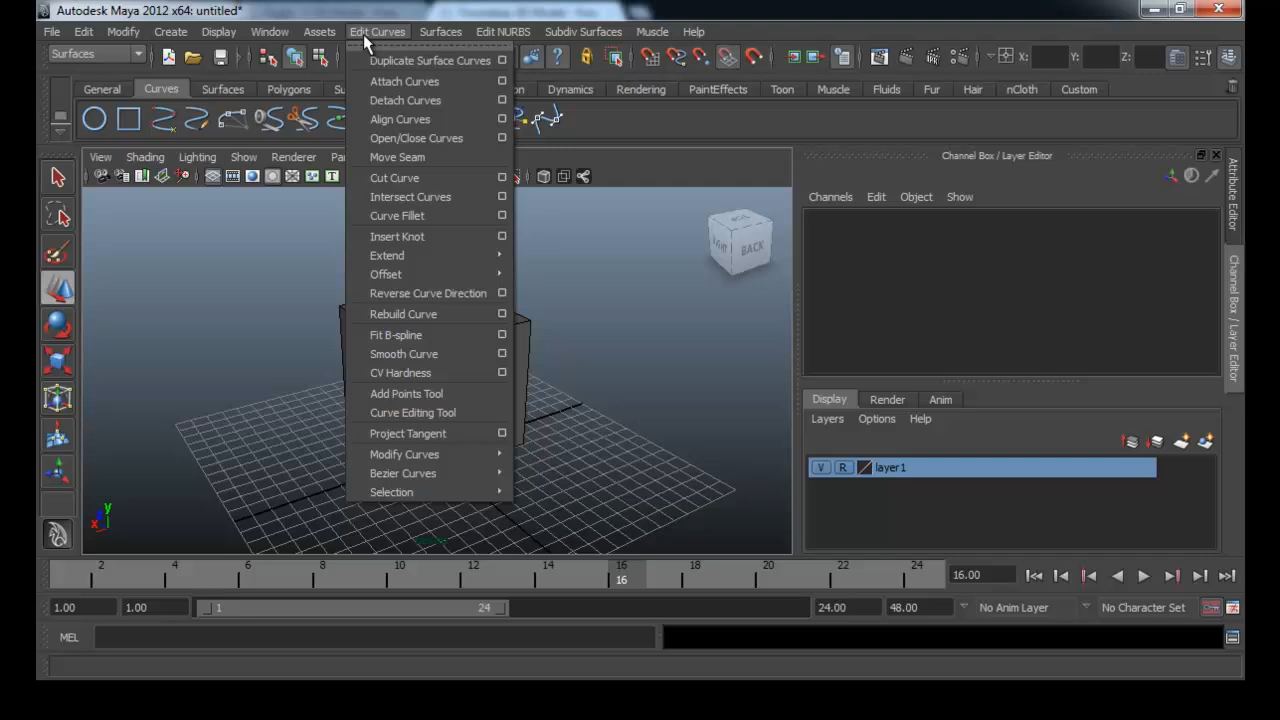 Autodesk Maya 2012 x64: untitled*
File Edit Modify Create Display Window Assets Edit Curves Surfaces Edit NURBS Subdiv Surfaces Muscle Help
Surfaces X: Y: Z:
General Curves Surfaces Polygons Su on Dynamics Rendering PaintEffects Toon Muscle Fluids Fur Hair nCloth Custom
Duplicate Surface Curves
Attach Curves
Detach Curves
Align Curves
Open/Close Curves
Move Seam
Cut Curve
Intersect Curves
Curve Fillet
Insert Knot
Extend
Offset
Reverse Curve Direction
Rebuild Curve
Fit B-spline
Smooth Curve
CV Hardness
Add Points Tool
Curve Editing Tool
Project Tangent
Modify Curves
Bezier Curves
Selection
View Shading Lighting Show Renderer Pa
RIGHT BACK
y
x
Channel Box / Layer Editor
Channels Edit Object Show
Attribute Editor
Channel Box / Layer Editor
Display Render Anim
Layers Options Help
V R layer1
2 4 6 8 10 12 14 16 18 20 22 24
16
16.00
1.00 1.00 1 24 24.00 48.00 No Anim Layer No Character Set
MEL